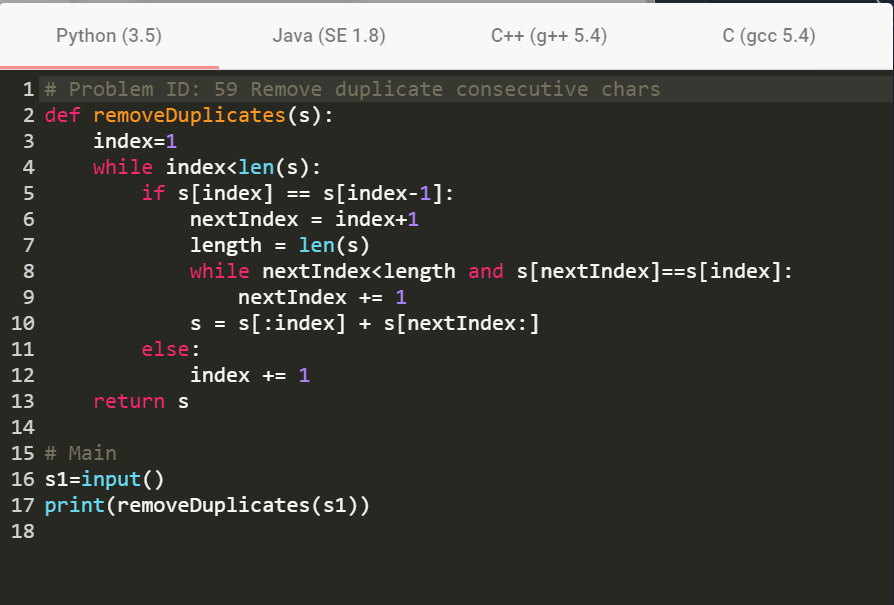 Python (3.5) Java (SE 1.8) C++ (g++ 5.4) C (gcc 5.4)
1 # Problem ID: 59 Remove duplicate consecutive chars
2 def removeDuplicates(s):
3     index=1
4     while index<len(s):
5         if s[index] == s[index-1]:
6             nextIndex = index+1
7             length = len(s)
8             while nextIndex<length and s[nextIndex]==s[index]:
9                 nextIndex += 1
10             s = s[:index] + s[nextIndex:]
11         else:
12             index += 1
13     return s
14
15 # Main
16 s1=input()
17 print(removeDuplicates(s1))
18